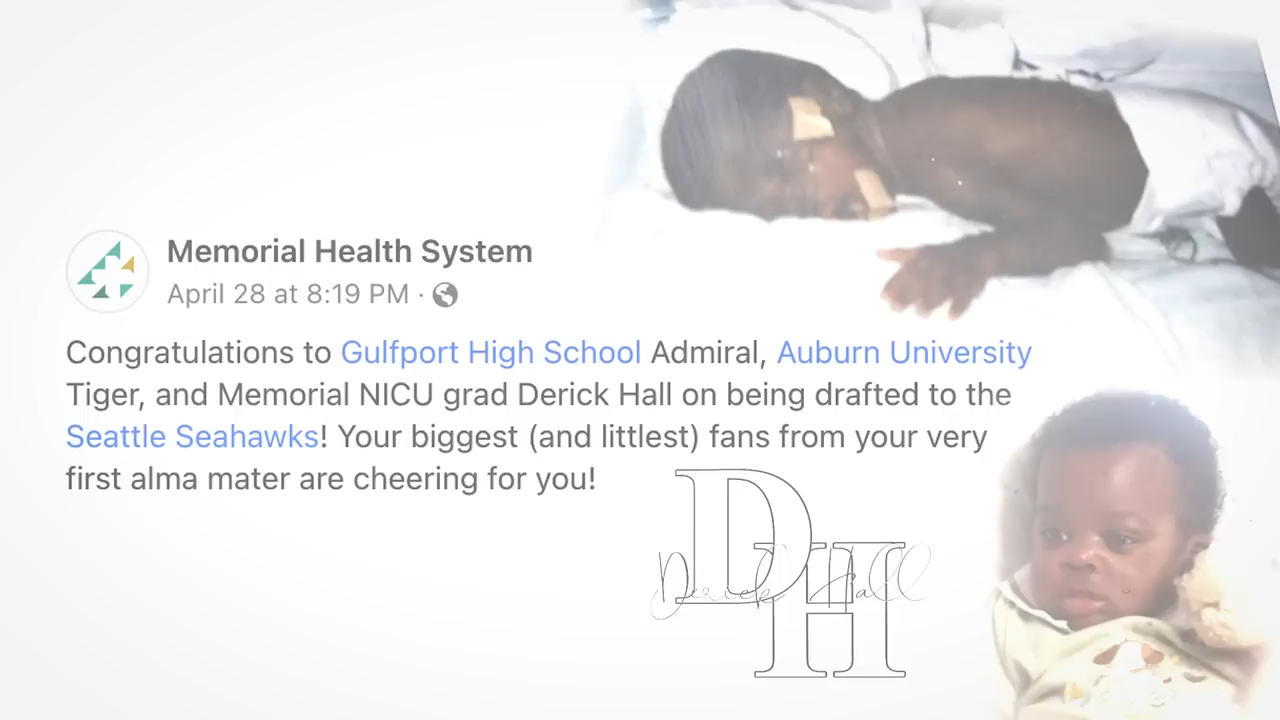 Memorial Health System
April 28 at 8:19 PM ·
Congratulations to Gulfport High School Admiral, Auburn University
Tiger, and Memorial NICU grad Derick Hall on being drafted to the
Seattle Seahawks! Your biggest (and littlest) fans from your very
first alma mater are cheering for you!
DH
Derick Hall